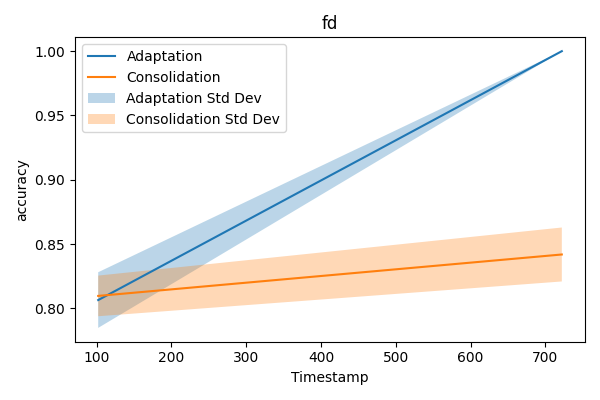 fd
Adaptation
Consolidation
Adaptation Std Dev
Consolidation Std Dev
accuracy
1.00
0.95
0.90
0.85
0.80
100 200 300 400 500 600 700
Timestamp